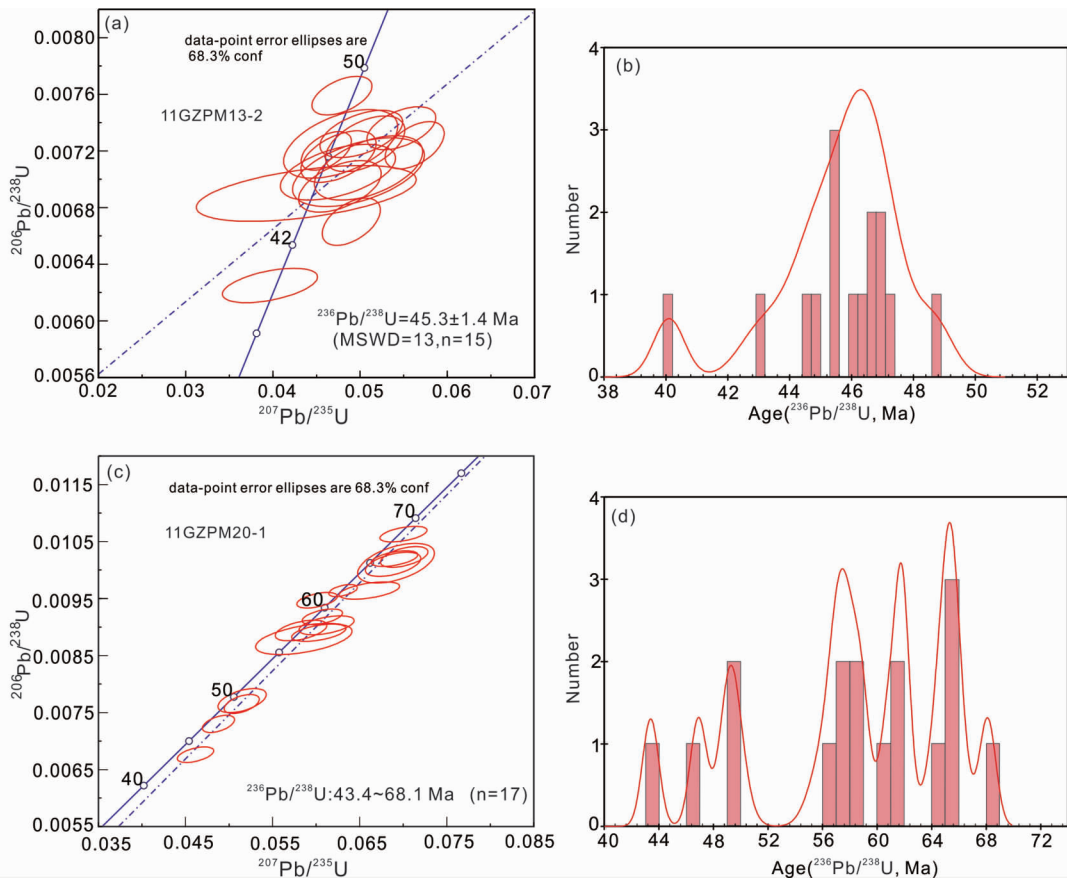 (a)
data-point error ellipses are
68.3% conf
50
11GZPM13-2
42
²³⁶Pb/²³⁸U=45.3±1.4 Ma
(MSWD=13,n=15)
0.0080
0.0076
0.0072
0.0068
0.0064
0.0060
0.0056
²⁰⁶Pb/²³⁸U
0.02 0.03 0.04 0.05 0.06 0.07
²⁰⁷Pb/²³⁵U
(b)
4
3
2
1
0
Number
38 40 42 44 46 48 50 52
Age(²³⁶Pb/²³⁸U, Ma)
(c)
data-point error ellipses are 68.3% conf
70
11GZPM20-1
60
50
40
²³⁶Pb/²³⁸U:43.4~68.1 Ma (n=17)
0.0115
0.0105
0.0095
0.0085
0.0075
0.0065
0.0055
²⁰⁶Pb/²³⁸U
0.035 0.045 0.055 0.065 0.075 0.085
²⁰⁷Pb/²³⁵U
(d)
4
3
2
1
0
Number
40 44 48 52 56 60 64 68 72
Age(²³⁶Pb/²³⁸U, Ma)